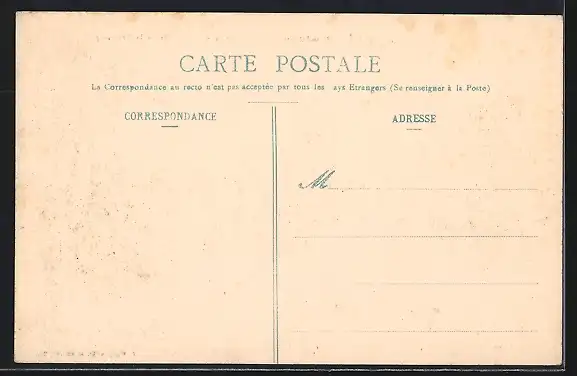 CARTE POSTALE
La Correspondance au recto n'est pas acceptée par tous les ays Etrangers (Se renseigner à la Poste)
CORRESPONDANCE
ADRESSE
M